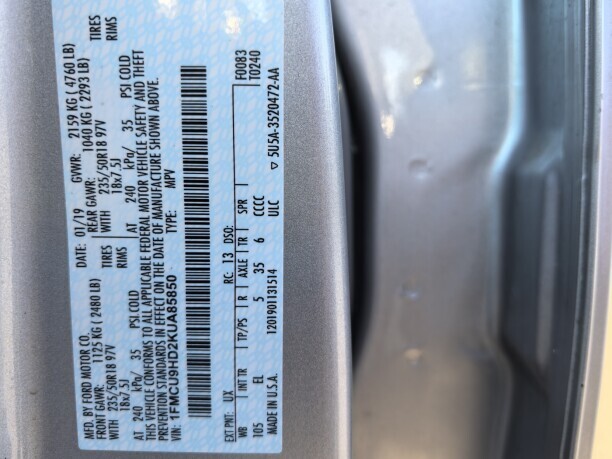 MFD. BY FORD MOTOR CO.
DATE: 01/19
GVWR: 2159 KG (4760 LB)
FRONT GAWR: 1125 KG (2480 LB)
REAR GAWR: 1040 KG (2293 LB)
WITH 235/50R18 97V TIRES
WITH 235/50R18 97V TIRES
18x7.5J RIMS
18x7.5J RIMS
AT 240 kPa/ 35 PSI COLD
AT 240 kPa/ 35 PSI COLD
THIS VEHICLE CONFORMS TO ALL APPLICABLE FEDERAL MOTOR VEHICLE SAFETY AND THEFT
PREVENTION STANDARDS IN EFFECT ON THE DATE OF MANUFACTURE SHOWN ABOVE.
VIN: 1FMCU9HD2KUA85850
TYPE: MPV
F0083
T0240
EXT PNT: UX RC: 13 DSO:
WB INT TR TP/PS R AXLE TR SPR
105 EL 5 35 6 CCCC
MADE IN U.S.A. 1201901131514 ULC
▽ 5U5A-3520472-AA